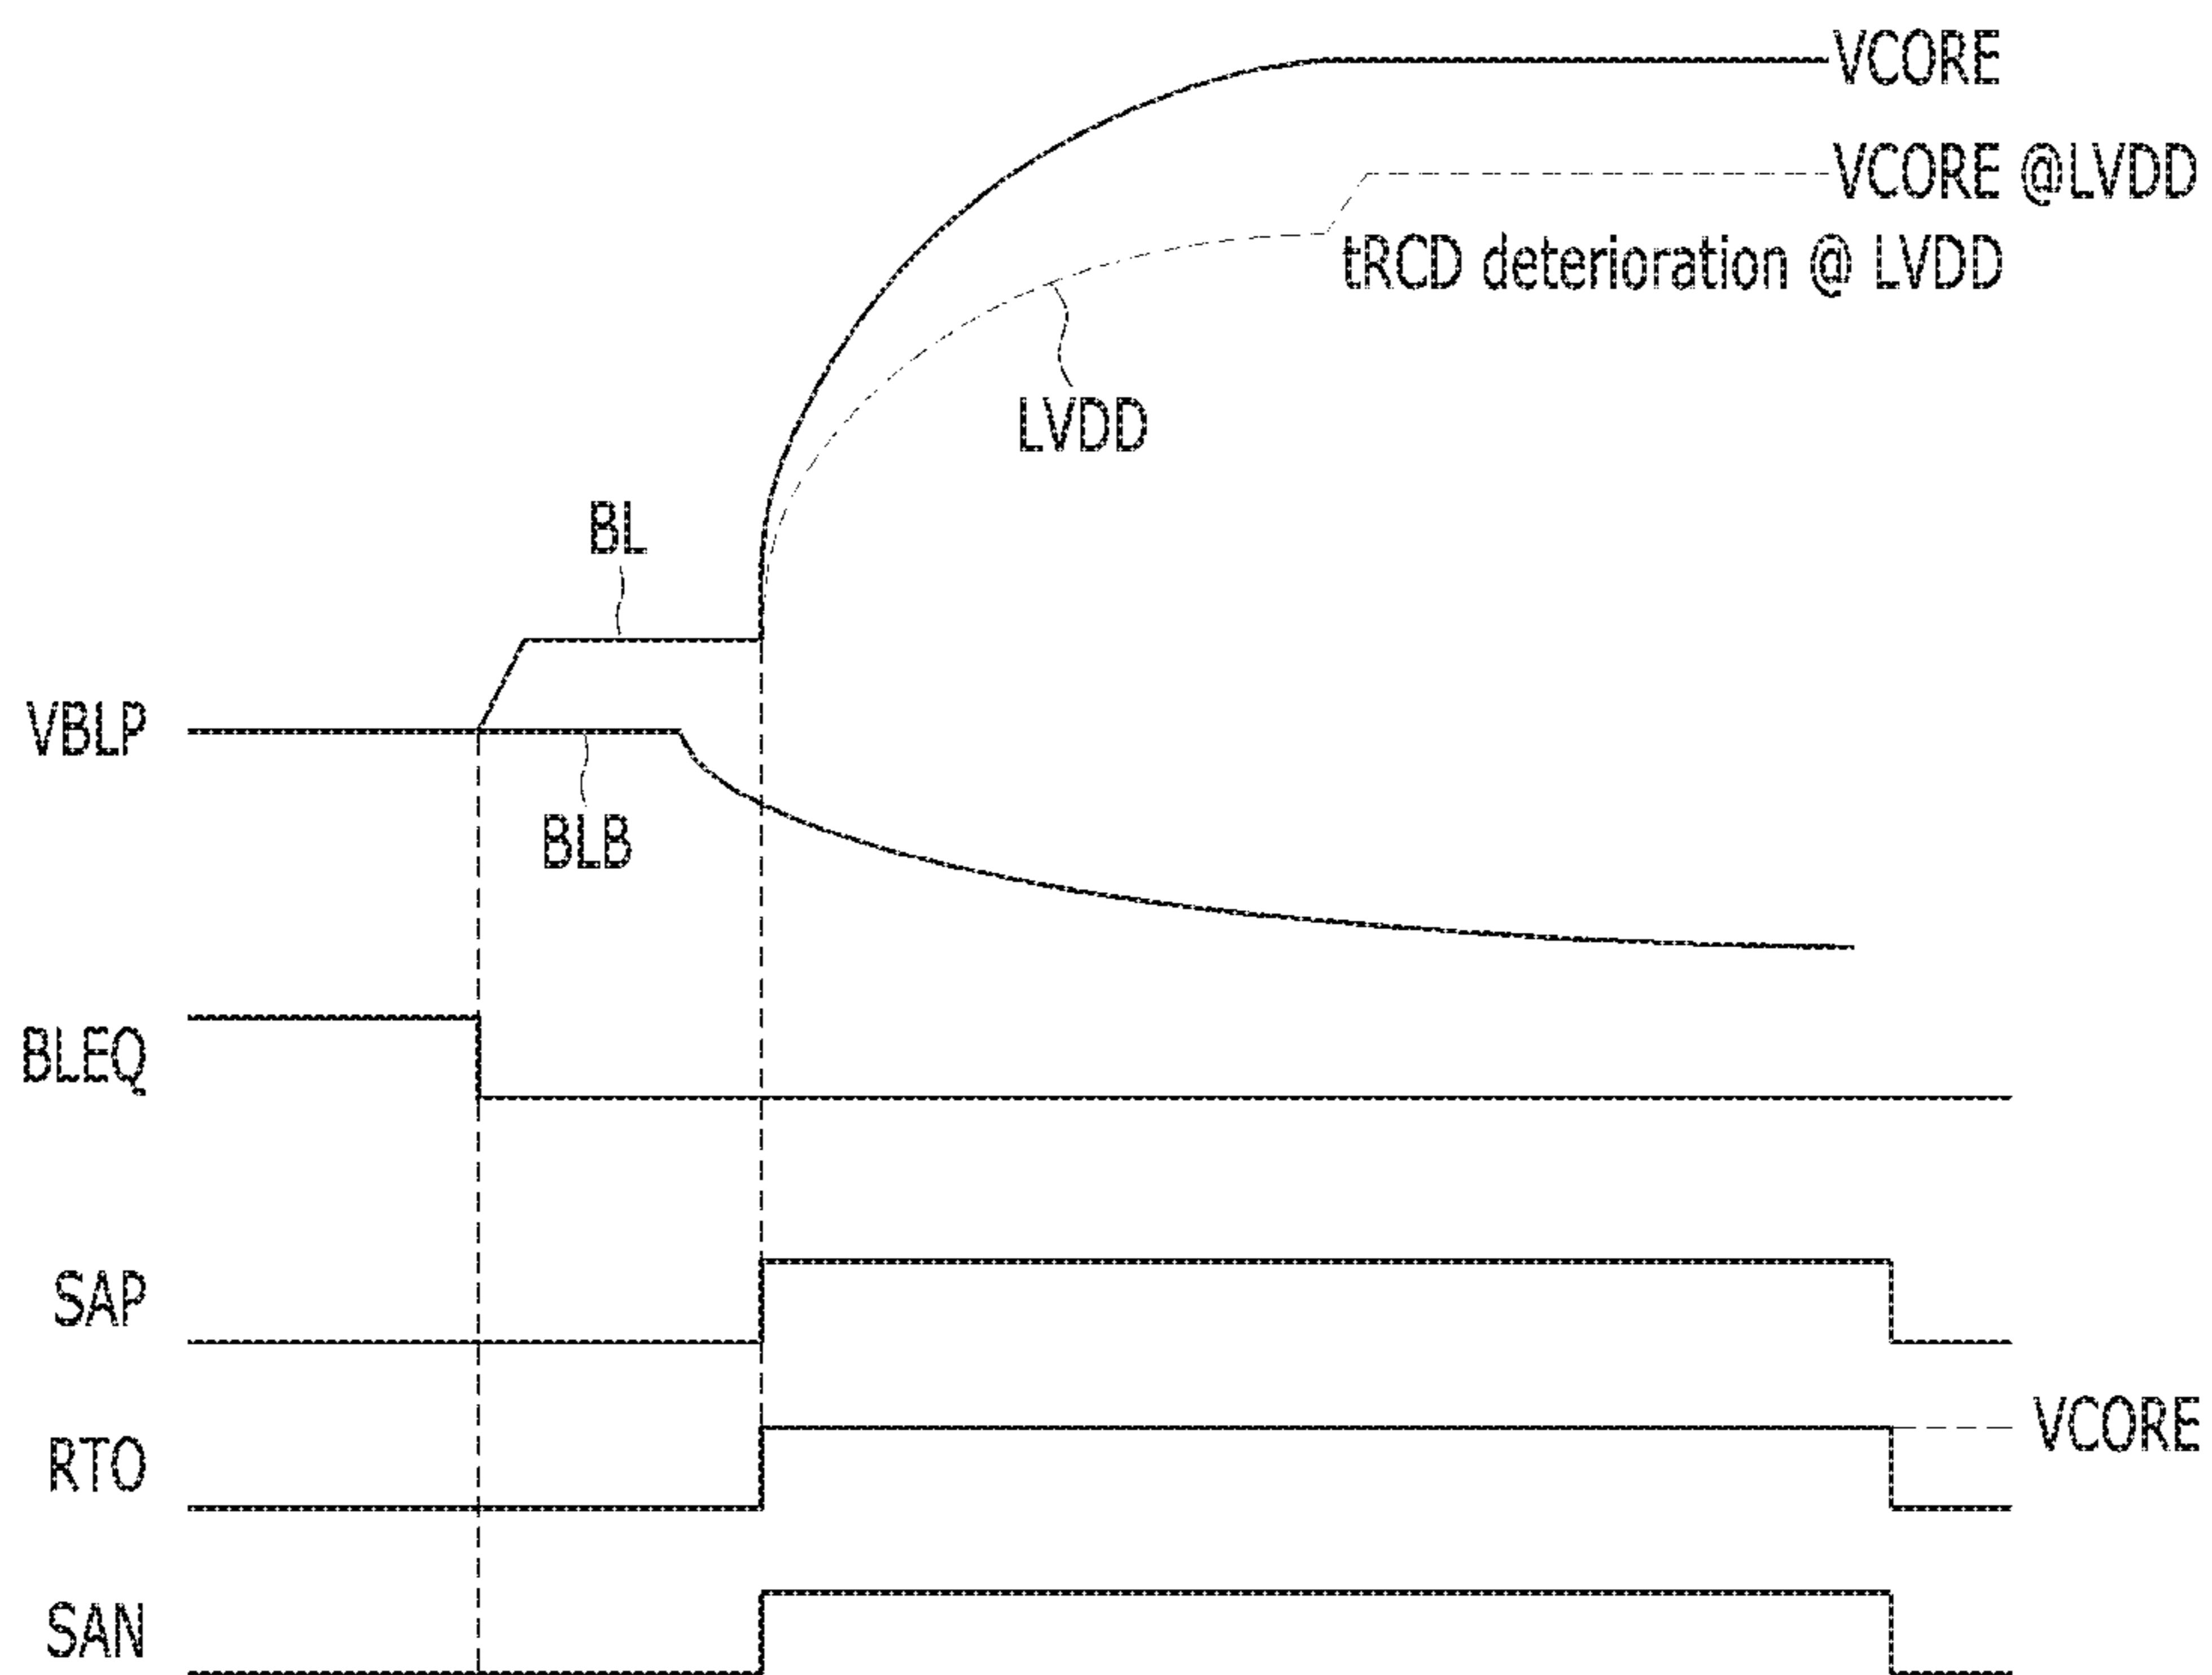 VCORE
VCORE @LVDD
tRCD deterioration @ LVDD
LVDD
BL
VBLP
BLB
BLEQ
SAP
VCORE
RTO
SAN